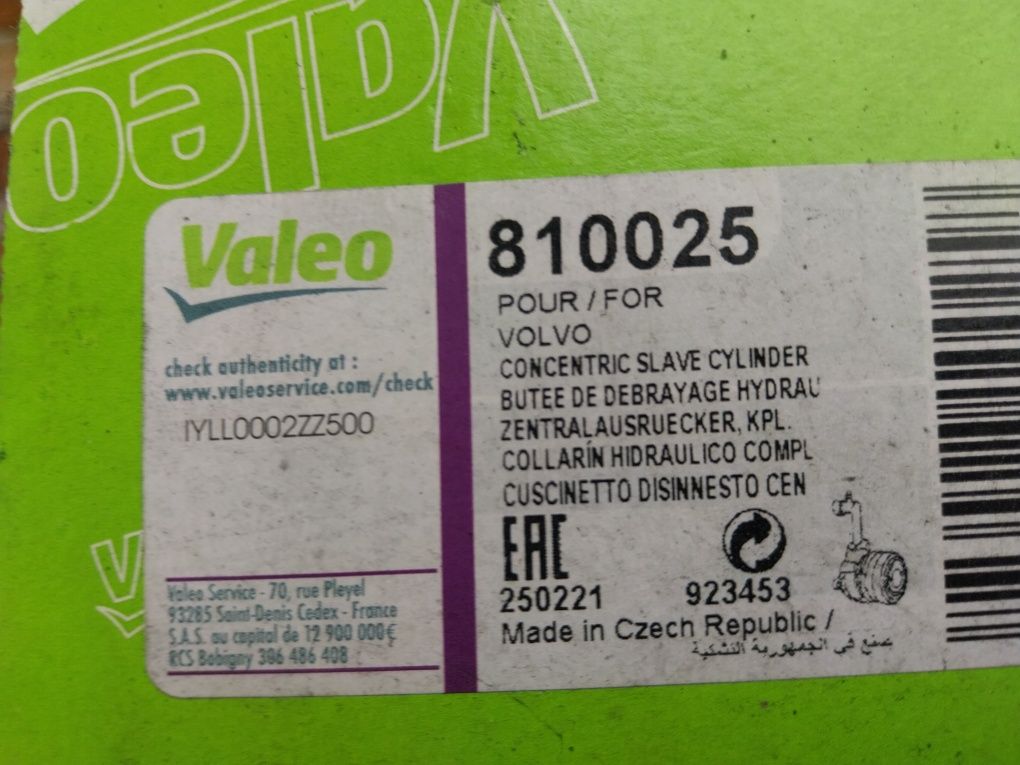 Valeo
Valeo
check authenticity at :
www.valeoservice.com/check
IYLL0002ZZ500
Valeo Service - 70, rue Pleyel
93285 Saint-Denis Cedex - France
S.A.S. au capital de 12 900 000€
RCS Bobigny 306 486 408
810025
POUR / FOR
VOLVO
CONCENTRIC SLAVE CYLINDER
BUTEE DE DEBRAYAGE HYDRAU
ZENTRALAUSRUECKER, KPL.
COLLARÍN HIDRAULICO COMPL
CUSCINETTO DISINNESTO CEN
EAC
250221 923453
Made in Czech Republic /
صنع في الجمهورية التشكية